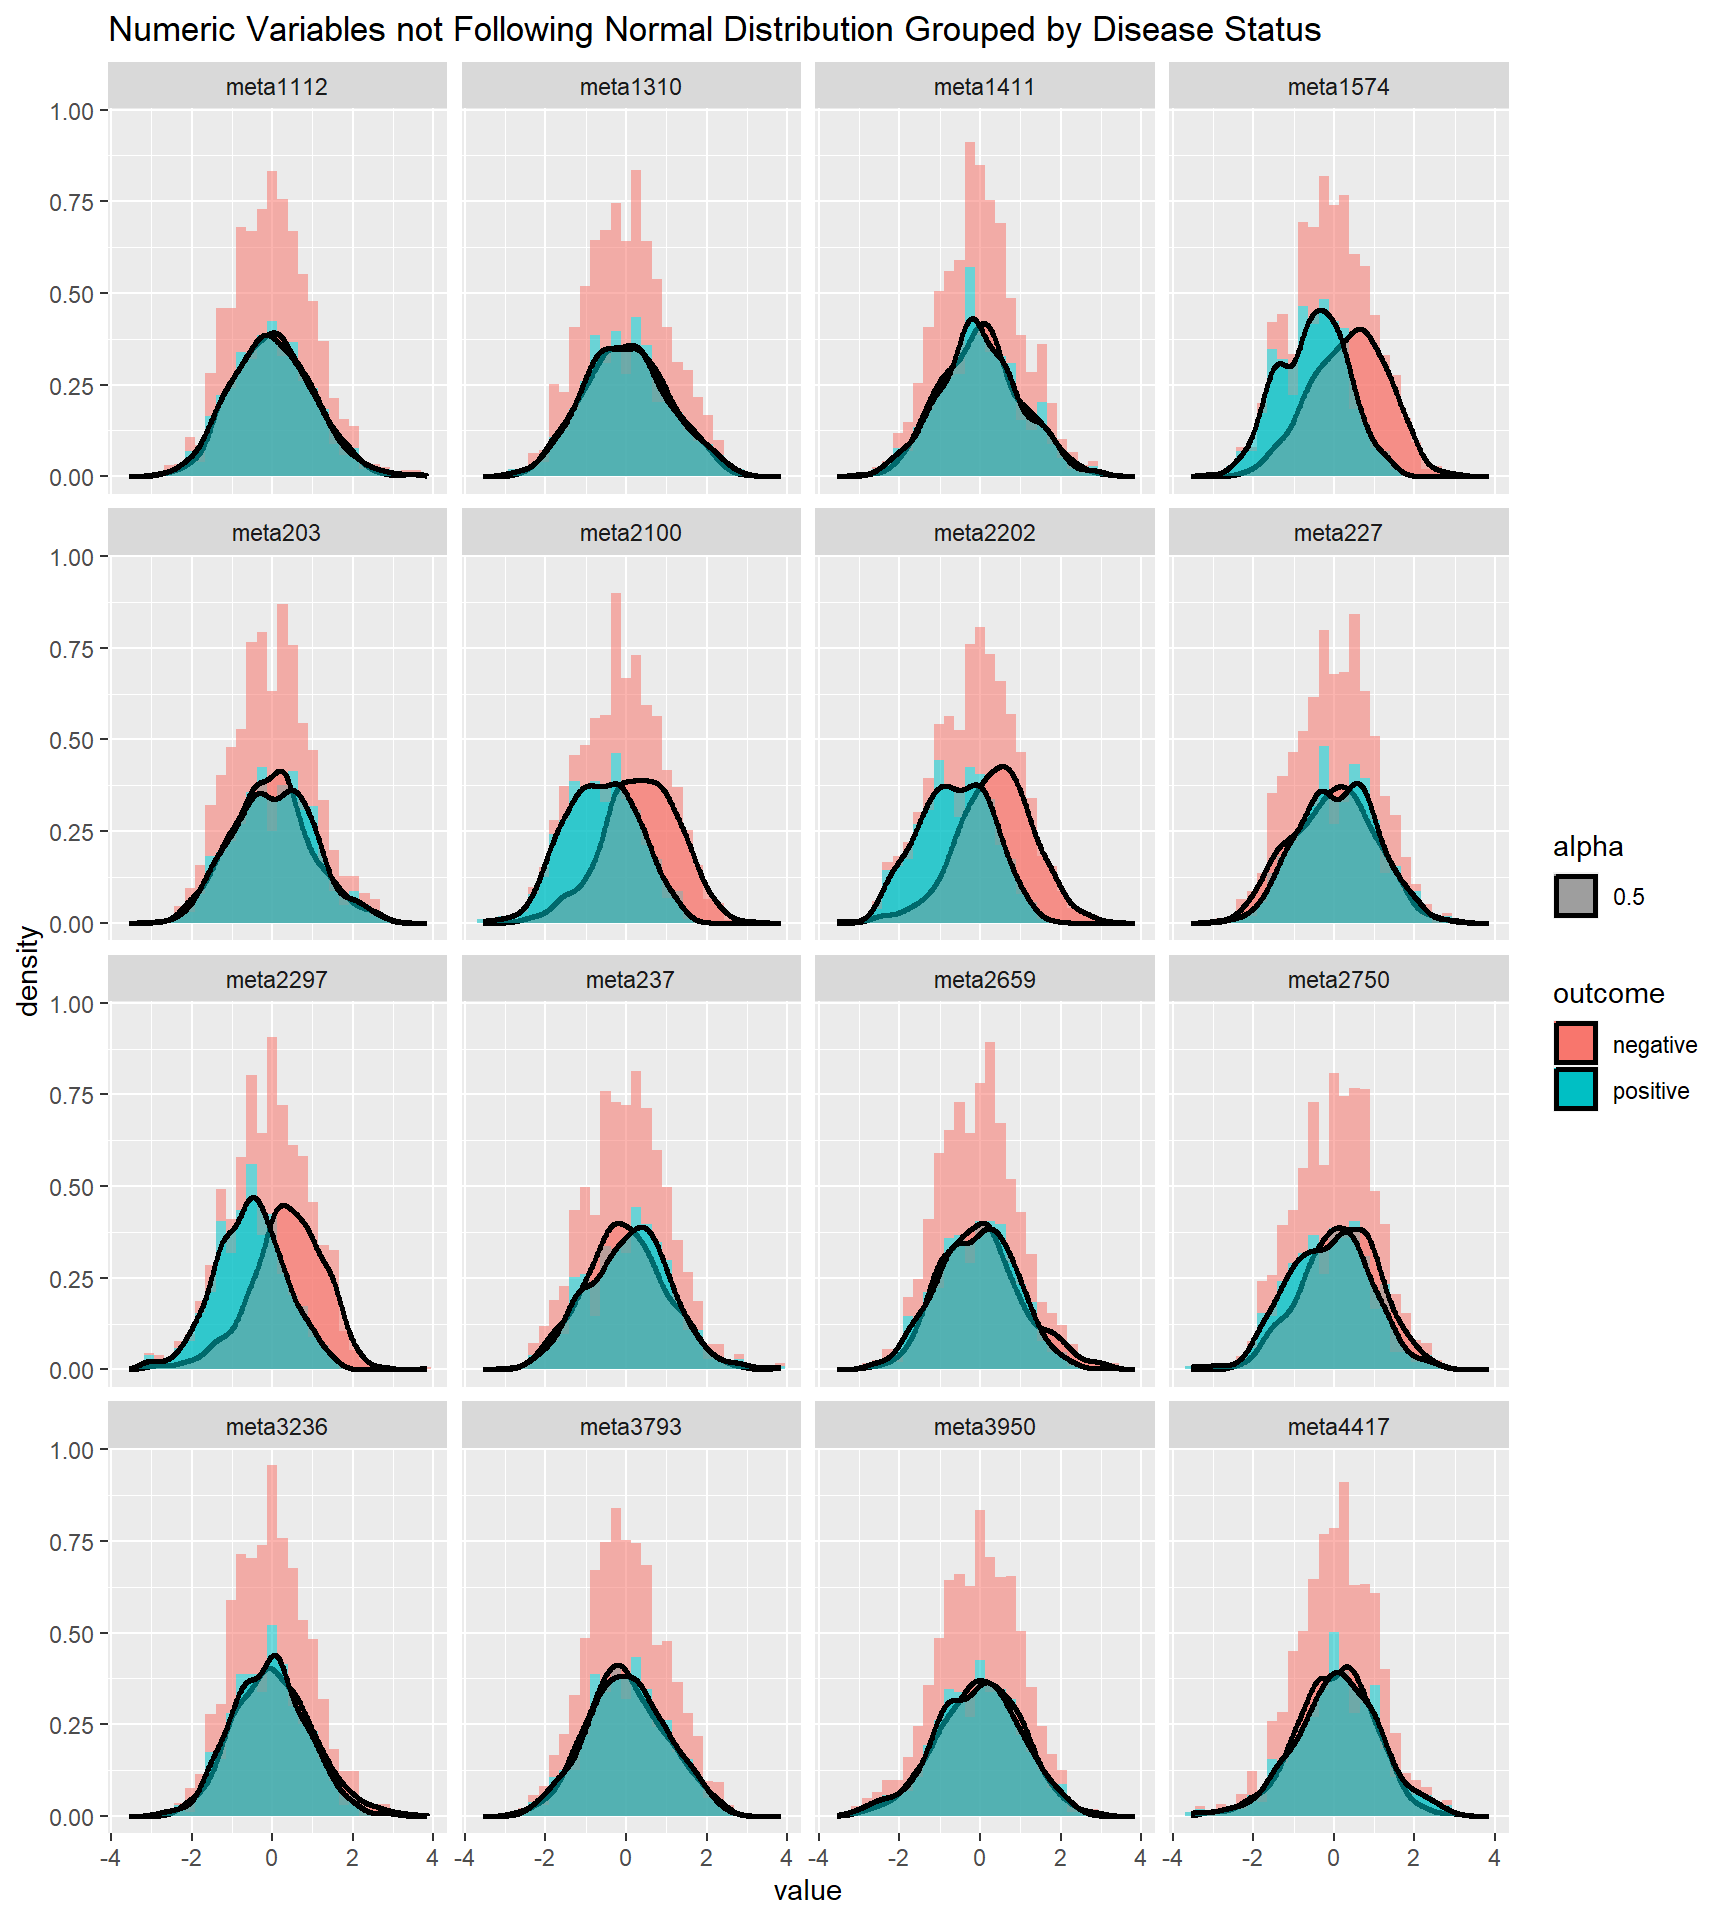 Numeric Variables not Following Normal Distribution Grouped by Disease Status
meta1112 meta1310 meta1411 meta1574
1.00
0.75
0.50
0.25
0.00
meta203 meta2100 meta2202 meta227
1.00
0.75
0.50
0.25
0.00
meta2297 meta237 meta2659 meta2750
1.00
0.75
0.50
0.25
0.00
meta3236 meta3793 meta3950 meta4417
1.00
0.75
0.50
0.25
0.00
-4 -2 0 2 4 -4 -2 0 2 4 -4 -2 0 2 4 -4 -2 0 2 4
value
density
alpha
0.5
outcome
negative
positive